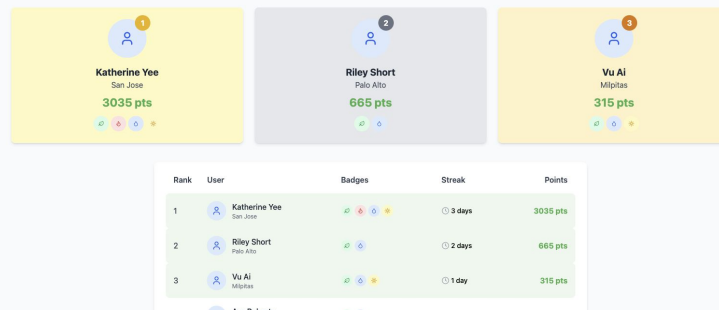 1
Katherine Yee
San Jose
3035 pts
2
Riley Short
Palo Alto
665 pts
3
Vu Ai
Milpitas
315 pts
Rank User Badges Streak Points
1 Katherine Yee 3 days 3035 pts
San Jose
2 Riley Short 2 days 665 pts
Palo Alto
3 Vu Ai 1 day 315 pts
Milpitas